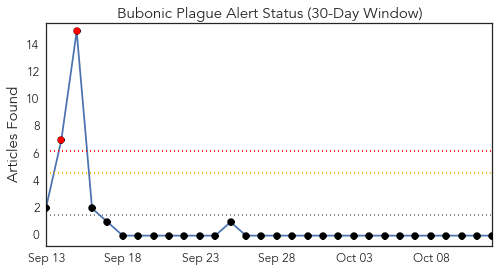 Bubonic Plague Alert Status (30-Day Window)
Articles Found
14
12
10
8
6
4
2
0
Sep 13
Sep 18
Sep 23
Sep 28
Oct 03
Oct 08